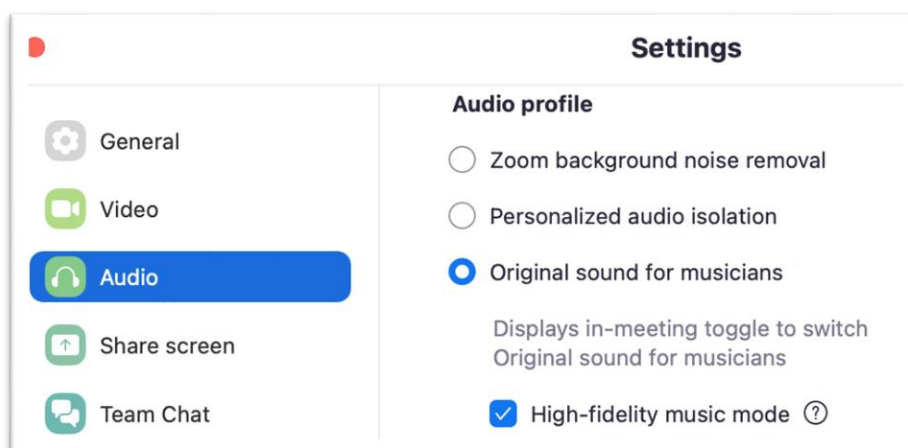 Settings
General
Video
Audio
Share screen
Team Chat
Audio profile
Zoom background noise removal
Personalized audio isolation
Original sound for musicians
Displays in-meeting toggle to switch
Original sound for musicians
High-fidelity music mode ?